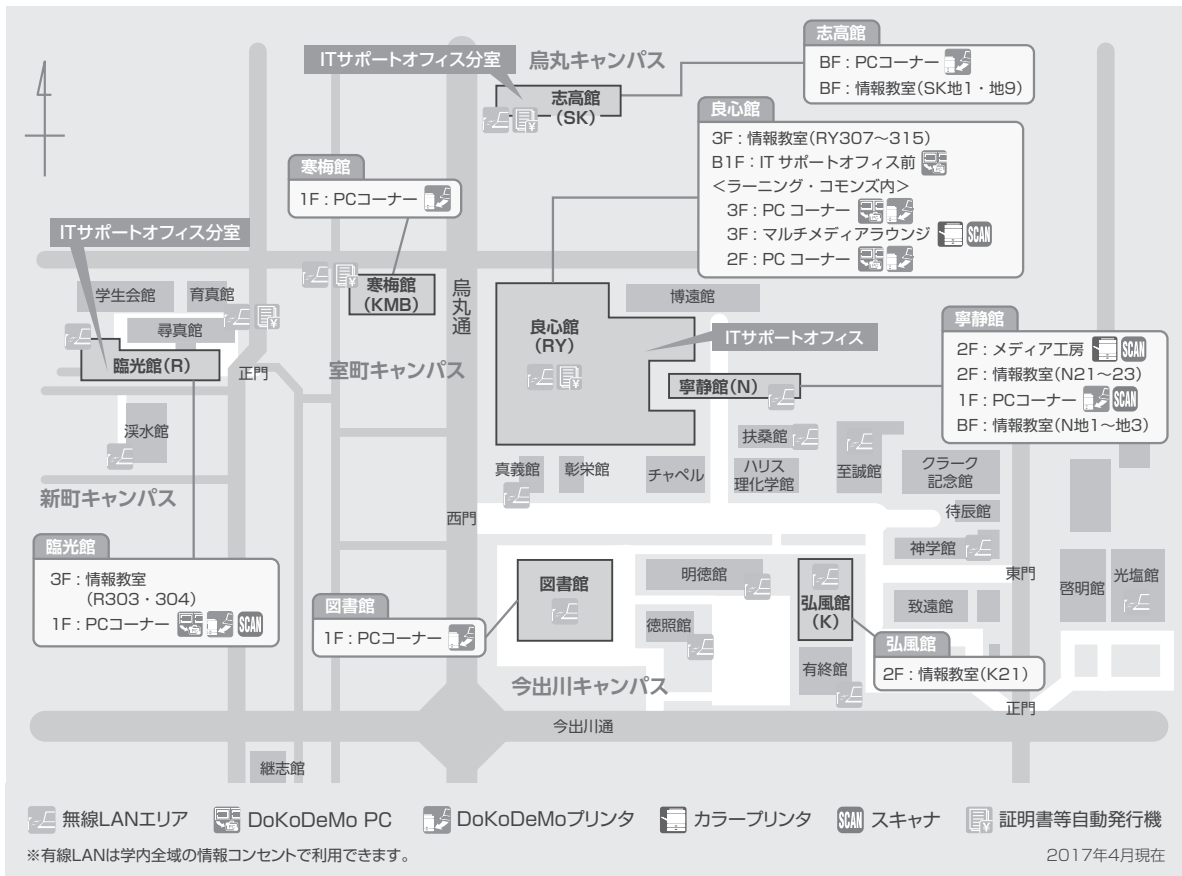 ITサポートオフィス分室
烏丸キャンパス
志高館
BF : PCコーナー
BF : 情報教室(SK地1・地9)
志高館
(SK)
良心館
3F : 情報教室(RY307〜315)
B1F : IT サポートオフィス前
<ラーニング・コモンズ内>
3F : PC コーナー
3F : マルチメディアラウンジ SCAN
2F : PC コーナー
寒梅館
1F : PCコーナー
ITサポートオフィス分室
学生会館
育真館
尋真館
臨光館(R)
正門
渓水館
新町キャンパス
寒梅館
(KMB)
室町キャンパス
烏丸通
良心館
(RY)
博遠館
ITサポートオフィス
寧静館(N)
寧静館
2F : メディア工房 SCAN
2F : 情報教室(N21〜23)
1F : PCコーナー SCAN
BF : 情報教室(N地1〜地3)
扶桑館
至誠館
クラーク
記念館
真義館
彰栄館
チャペル
ハリス
理化学館
待辰館
西門
神学館
東門
臨光館
3F : 情報教室
(R303・304)
1F : PCコーナー SCAN
図書館
1F : PCコーナー
図書館
明徳館
弘風館
(K)
致遠館
啓明館
光塩館
徳照館
有終館
弘風館
2F : 情報教室(K21)
今出川キャンパス
正門
今出川通
継志館
無線LANエリア
DoKoDeMo PC
DoKoDeMoプリンタ
カラープリンタ
SCAN スキャナ
証明書等自動発行機
※有線LANは学内全域の情報コンセントで利用できます。
2017年4月現在